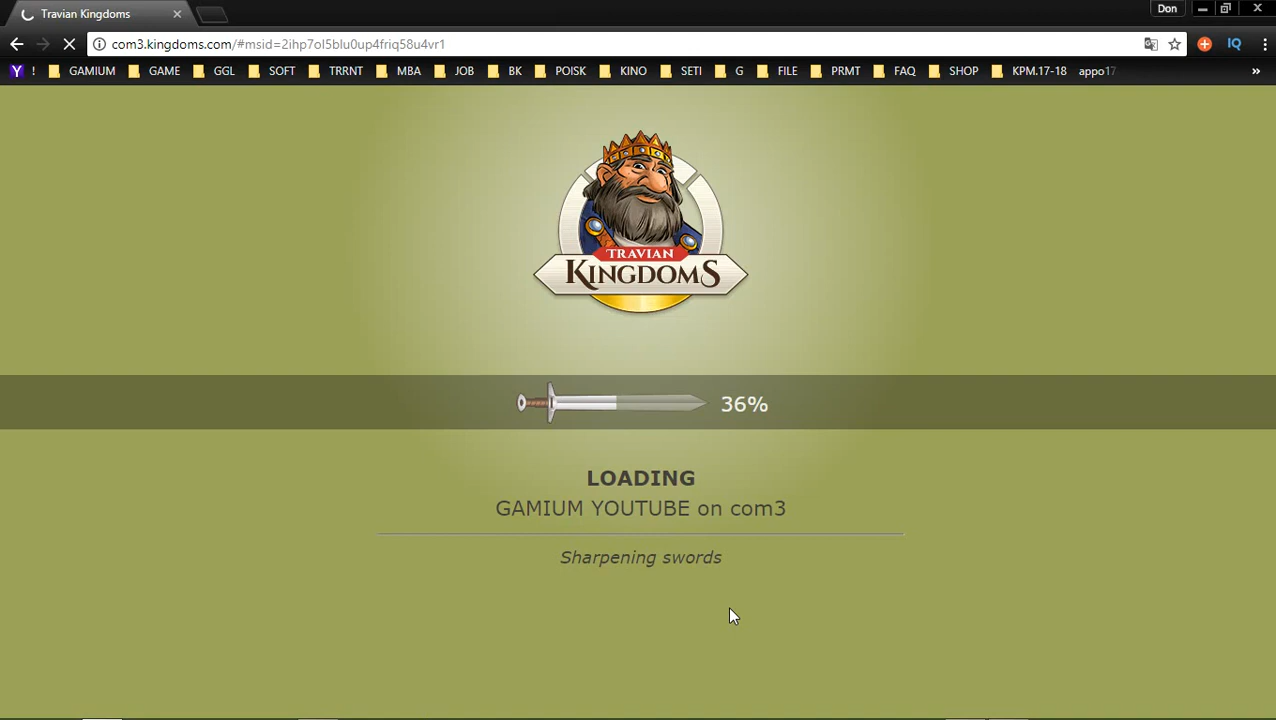 Travian Kingdoms
Don
com3.kingdoms.com/#msid=2ihp7ol5blu0up4friq58u4vr1
IQ
Y ! GAMIUM GAME GGL SOFT TRRNT MBA JOB BK POISK KINO SETI G FILE PRMT FAQ SHOP KPM.17-18 appo17 »
TRAVIAN
KINGDOMS
36%
LOADING
GAMIUM YOUTUBE on com3
Sharpening swords